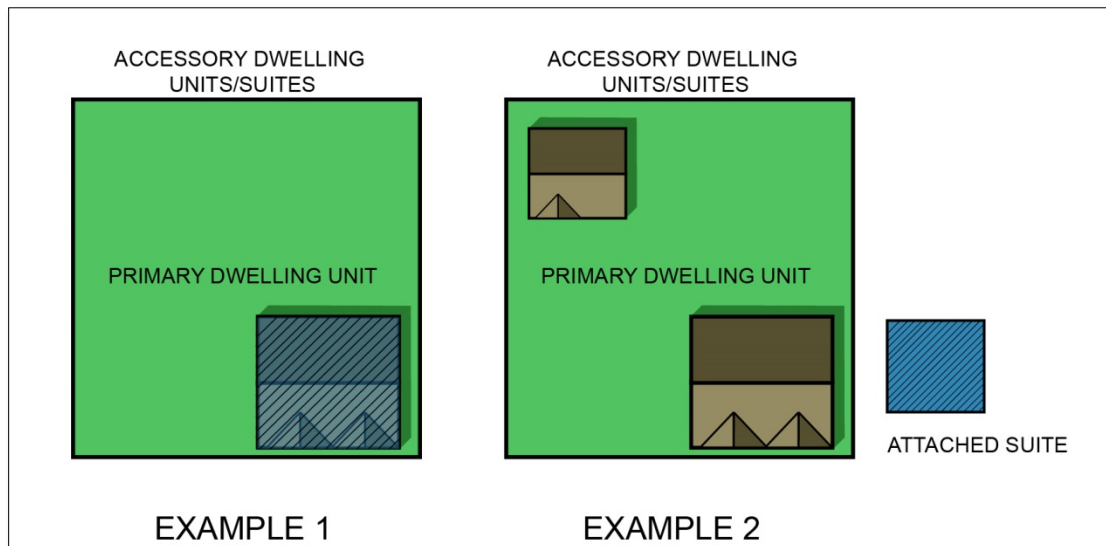 ACCESSORY DWELLING
UNITS/SUITES
PRIMARY DWELLING UNIT
EXAMPLE 1
ACCESSORY DWELLING
UNITS/SUITES
PRIMARY DWELLING UNIT
EXAMPLE 2
ATTACHED SUITE